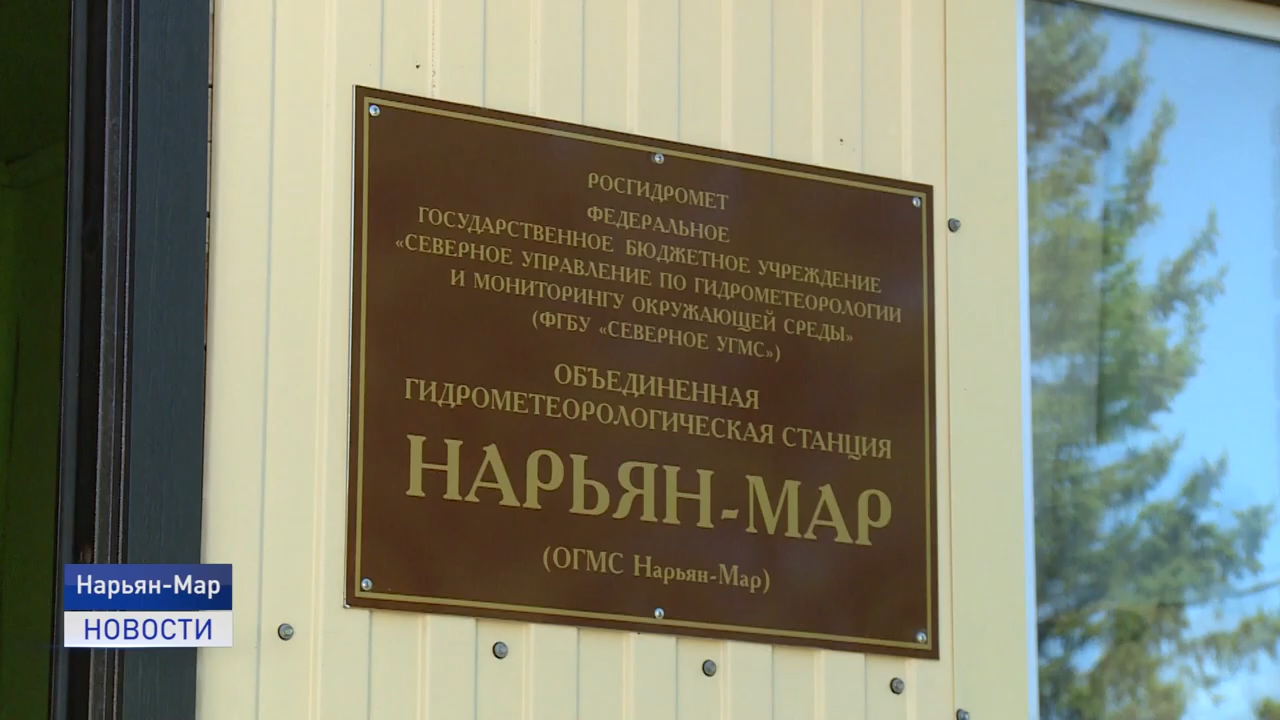 РОСГИДРОМЕТ
ФЕДЕРАЛЬНОЕ
ГОСУДАРСТВЕННОЕ БЮДЖЕТНОЕ УЧРЕЖДЕНИЕ
«СЕВЕРНОЕ УПРАВЛЕНИЕ ПО ГИДРОМЕТЕОРОЛОГИИ
И МОНИТОРИНГУ ОКРУЖАЮЩЕЙ СРЕДЫ»
(ФГБУ «СЕВЕРНОЕ УГМС»)
ОБЪЕДИНЕННАЯ
ГИДРОМЕТЕОРОЛОГИЧЕСКАЯ СТАНЦИЯ
НАРЬЯН-МАР
(ОГМС Нарьян-Мар)
Нарьян-Мар
НОВОСТИ